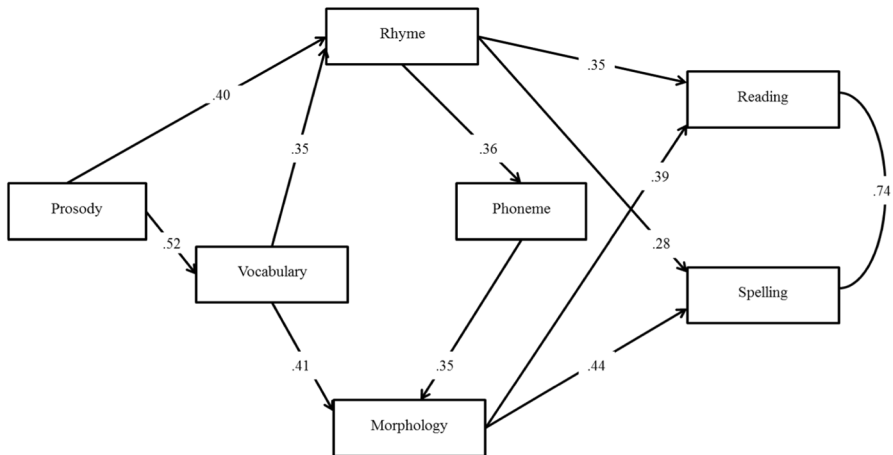 Rhyme
.35
Reading
.40
.35
.36
.39
.74
Prosody
Phoneme
.52
.28
Vocabulary
Spelling
.41
.35
.44
Morphology